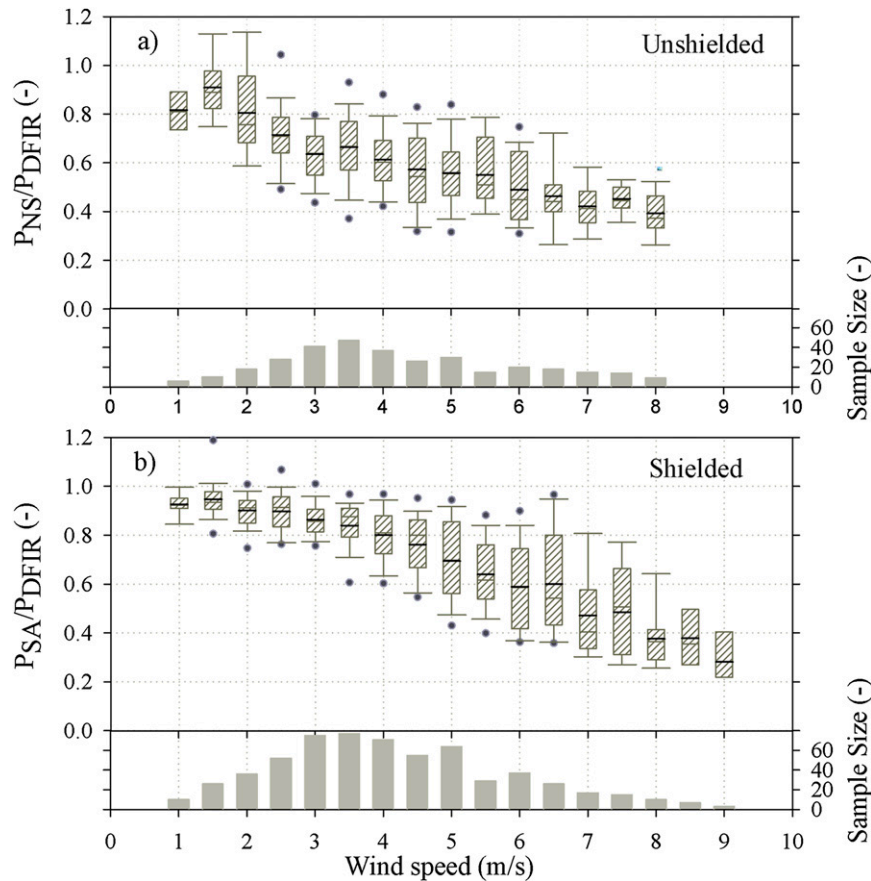 a)
Unshielded
P_NS/P_DFIR (-)
1.2
1.0
0.8
0.6
0.4
0.2
0.0
Sample Size (-)
60
40
20
0
0 1 2 3 4 5 6 7 8 9 10
b)
Shielded
P_SA/P_DFIR (-)
1.2
1.0
0.8
0.6
0.4
0.2
0.0
Sample Size (-)
60
40
20
0
0 1 2 3 4 5 6 7 8 9 10
Wind speed (m/s)